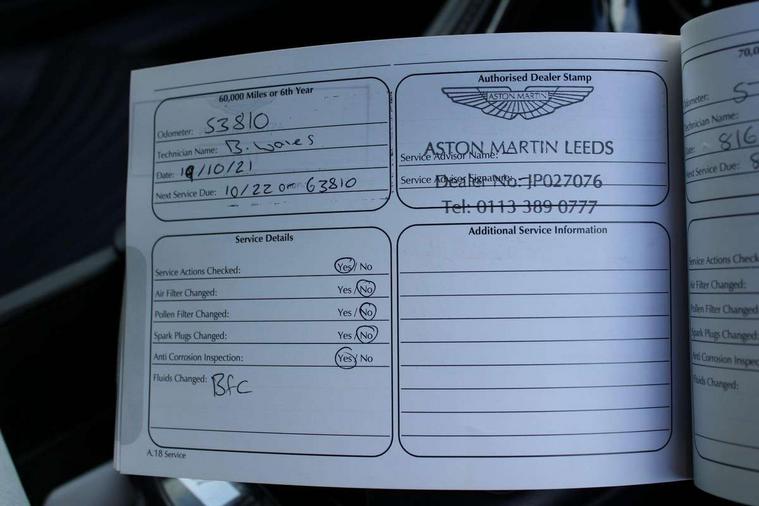 60,000 Miles or 6th Year
Odometer: 53810
Technician Name:
Date: 19/10/21
Next Service Due: 10/22 or 63810
Authorised Dealer Stamp
ASTON MARTIN
ASTON MARTIN LEEDS
Service Advisor Name:
Service Advisor Signature:
Dealer No: JP027076
Tel: 0113 389 0777
Service Details
Service Actions Checked: Yes / No
Air Filter Changed: Yes / No
Pollen Filter Changed: Yes / No
Spark Plugs Changed: Yes / No
Anti Corrosion Inspection: Yes / No
Fluids Changed: Bfc
A.18 Service
Additional Service Information
70,0
Odometer: 5
Technician Name:
816
Next Service Due: 8
Service Actions Check
Air Filter Changed:
Pollen Filter Changed
Spark Plugs Changed:
Anti Corrosion Inspec
Fluids Changed: